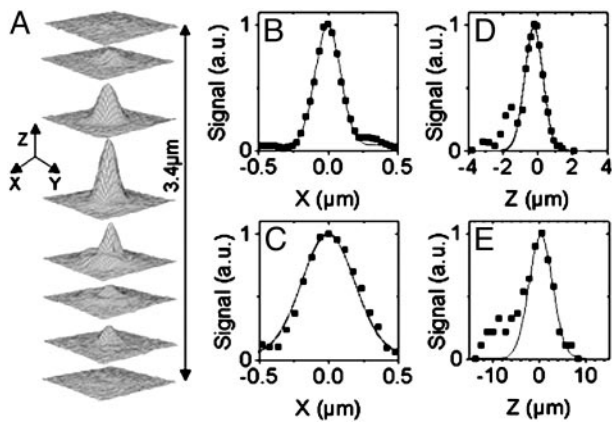 A
Z
X
Y
3.4µm
B
Signal (a.u.)
1
0
-0.5
0.0
0.5
X (µm)
D
Signal (a.u.)
1
0
-4
-2
0
2
4
Z (µm)
C
Signal (a.u.)
1
0
-0.5
0.0
0.5
X (µm)
E
Signal (a.u.)
1
0
-10
0
10
Z (µm)